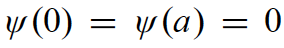 ψ(0) = ψ(a) = 0